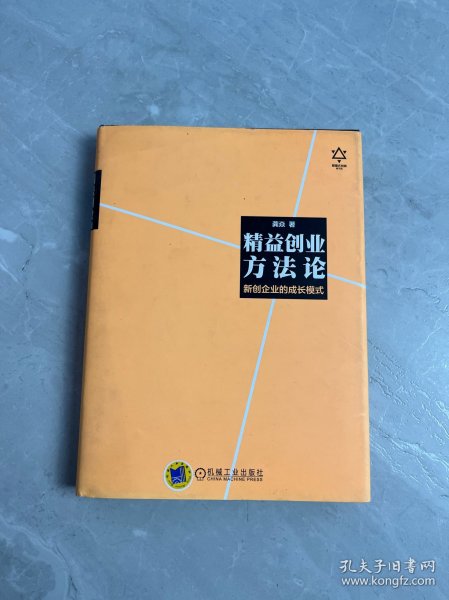 龚焱 著
精益创业
方法论
新创企业的成长模式
机械工业出版社
CHINA MACHINE PRESS
孔夫子旧书网
www.kongfz.com